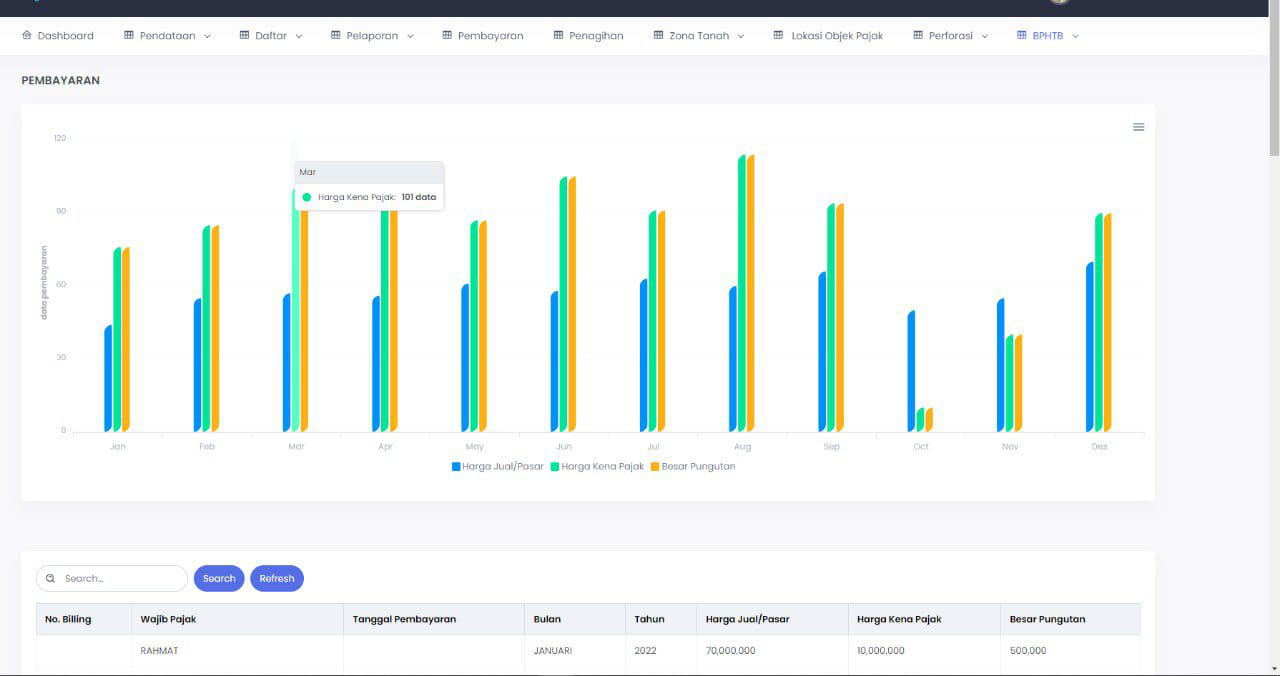 Dashboard Pendataan Daftar Pelaporan Pembayaran Penagihan Zona Tanah Lokasi Objek Pajak Perforasi BPHTB
PEMBAYARAN
120
90
60
30
0
data pembayaran
Mar
Harga Kena Pajak: 101 data
Jan Feb Mar Apr May Jun Jul Aug Sep Oct Nov Des
Harga Jual/Pasar Harga Kena Pajak Besar Pungutan
Search... Search Refresh
No. Billing Wajib Pajak Tanggal Pembayaran Bulan Tahun Harga Jual/Pasar Harga Kena Pajak Besar Pungutan
RAHMAT JANUARI 2022 70,000,000 10,000,000 500,000